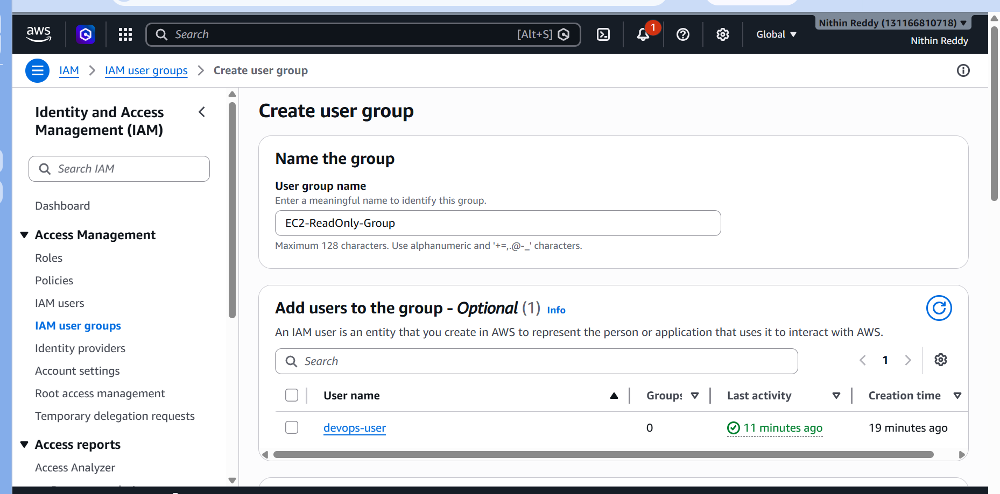 aws
Search
[Alt+S]
1
Global
Nithin Reddy (131166810718)
Nithin Reddy
IAM
IAM user groups
Create user group
Identity and Access
Management (IAM)
Search IAM
Dashboard
Access Management
Roles
Policies
IAM users
IAM user groups
Identity providers
Account settings
Root access management
Temporary delegation requests
Access reports
Access Analyzer
Create user group
Name the group
User group name
Enter a meaningful name to identify this group.
EC2-ReadOnly-Group
Maximum 128 characters. Use alphanumeric and '+=,.@-_' characters.
Add users to the group - Optional (1) Info
An IAM user is an entity that you create in AWS to represent the person or application that uses it to interact with AWS.
Search
1
User name Groups Last activity Creation time
devops-user 0 11 minutes ago 19 minutes ago